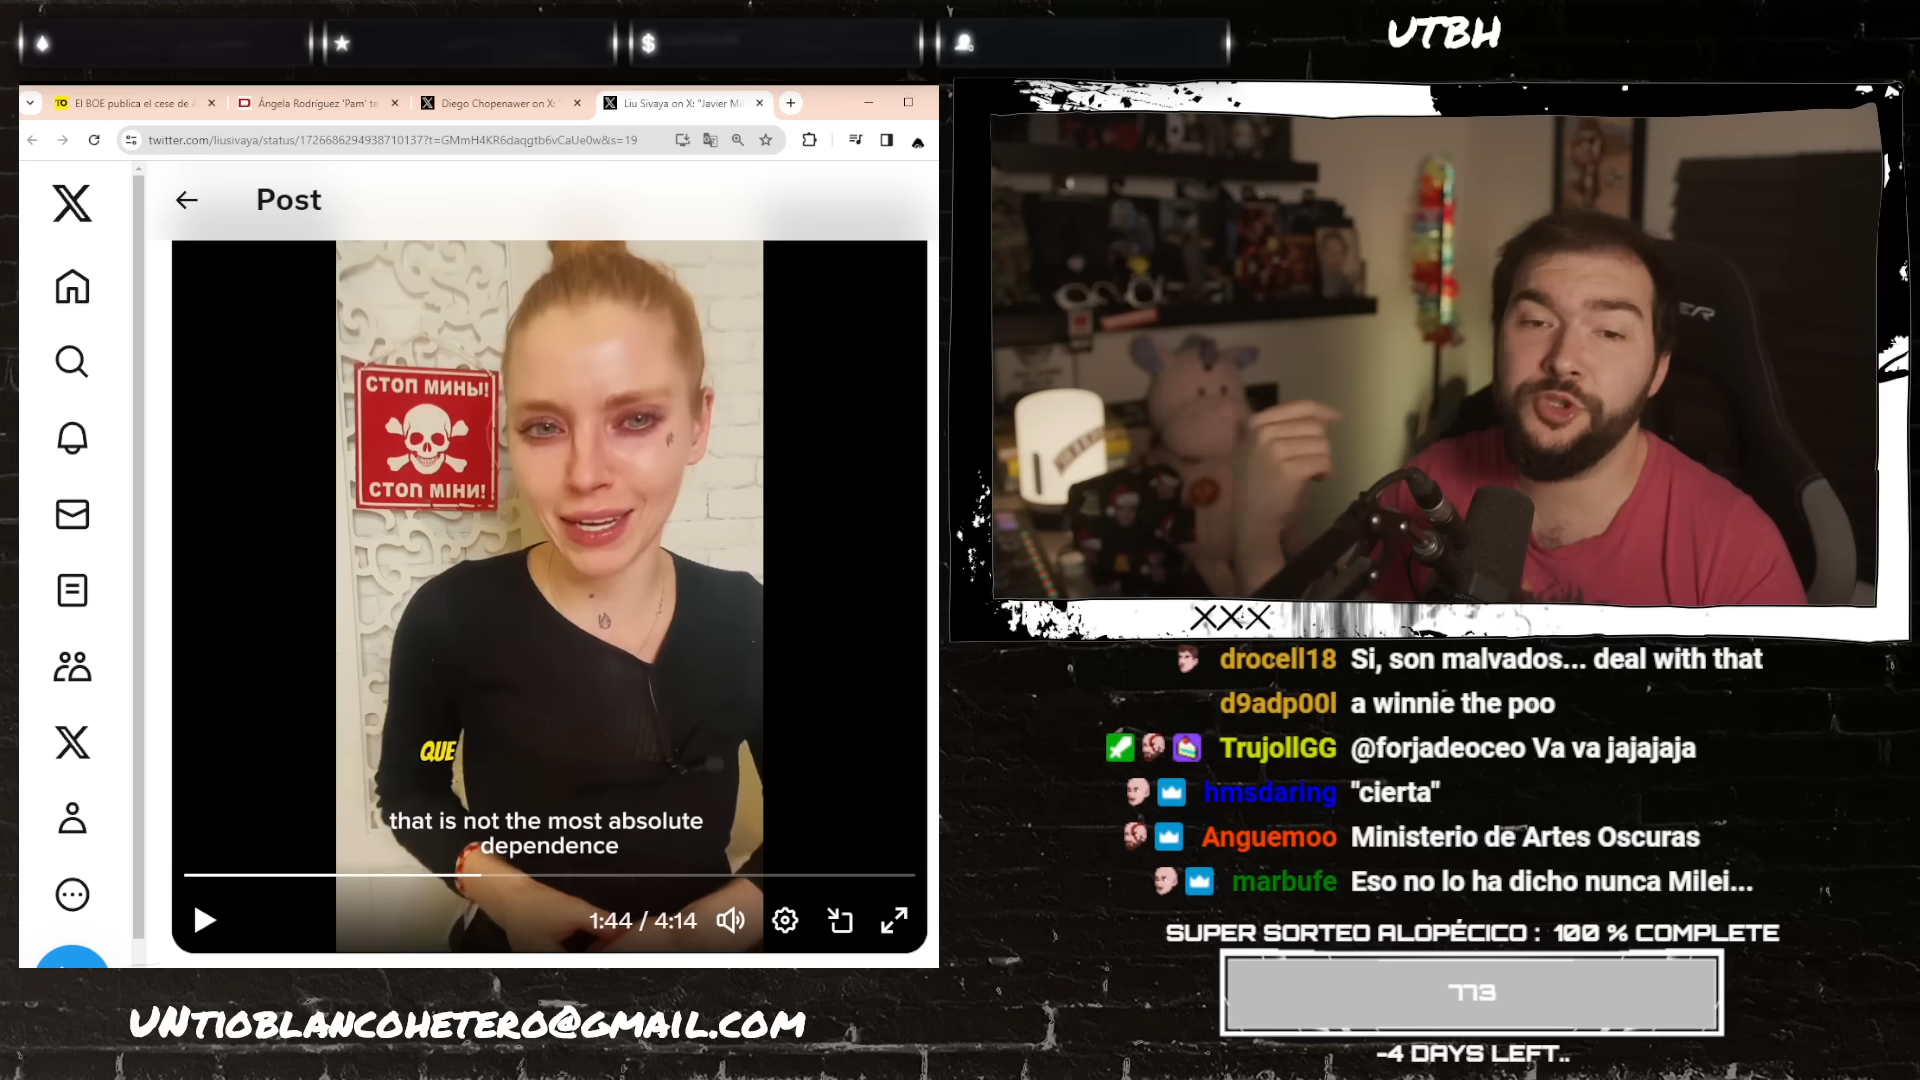 UTBH
El BOE publica el cese de
Ángela Rodríguez 'Pam' te
Diego Chopenawer on X:
Liu Sivaya on X: "Javier Mi
twitter.com/liusivaya/status/1726686294938710137?t=GMmH4KR6daqgtb6vCaUe0w&s=19
Post
СТОП МИНЫ!
СТОП МІНИ!
QUE
that is not the most absolute
dependence
1:44 / 4:14
XXX
drocell18 Si, son malvados... deal with that
d9adp00l a winnie the poo
TrujollGG @forjadeoceo Va va jajajaja
hmsdaring "cierta"
Anguemoo Ministerio de Artes Oscuras
marbufe Eso no lo ha dicho nunca Milei...
SUPER SORTEO ALOPÉCICO : 100 % COMPLETE
773
-4 DAYS LEFT..
UNTIOBLANCOHETERO@GMAIL.COM